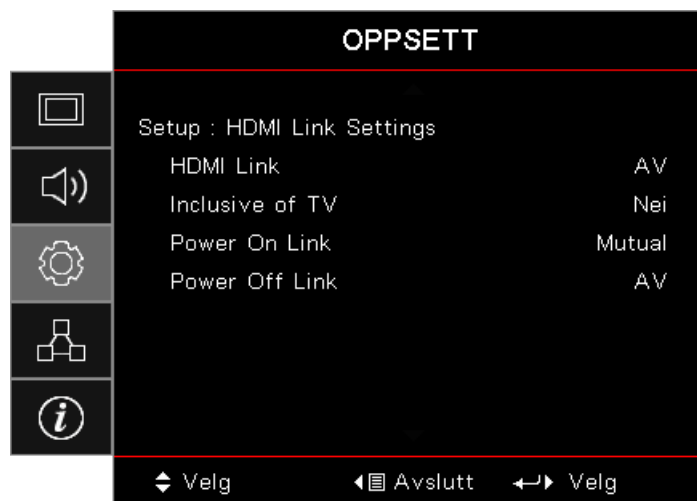 OPPSETT
Setup : HDMI Link Settings
HDMI Link AV
Inclusive of TV Nei
Power On Link Mutual
Power Off Link AV
Velg Avslutt Velg